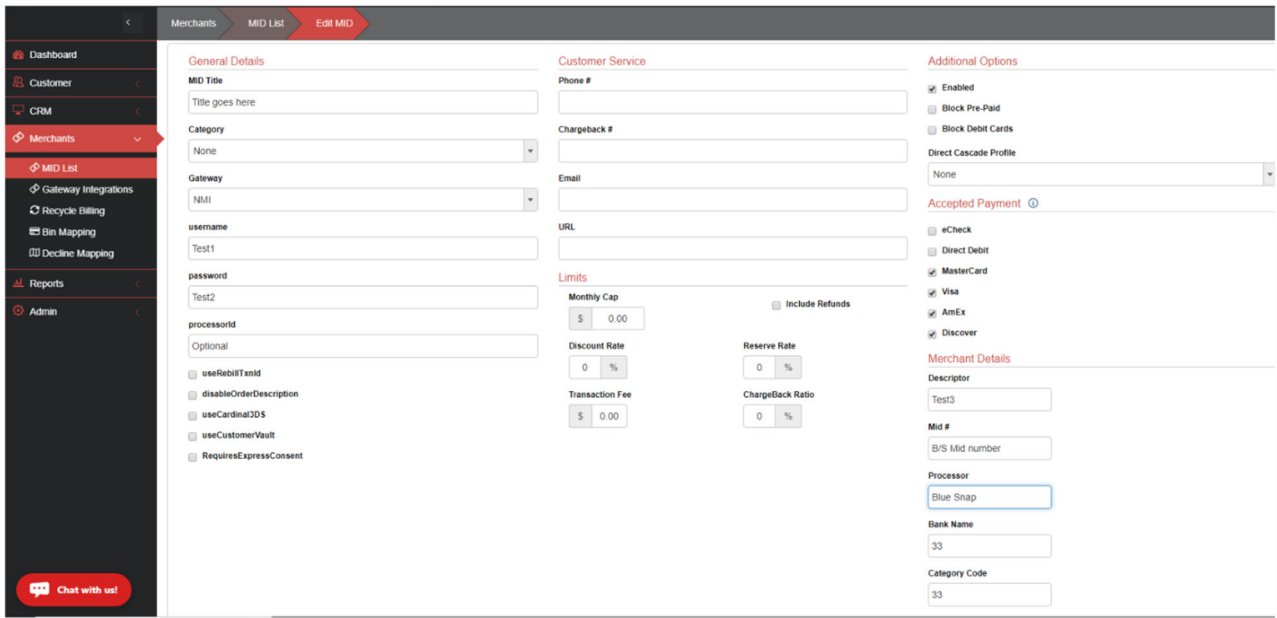 Merchants
MID List
Edit MID
Dashboard
Customer
CRM
Merchants
MID List
Gateway Integrations
Recycle Billing
Bin Mapping
Decline Mapping
Reports
Admin
Chat with us!
General Details
MID Title
Title goes here
Category
None
Gateway
NMI
username
Test1
password
Test2
processorId
Optional
useRebillTxnId
disableOrderDescription
useCardinal3DS
useCustomerVault
RequiresExpressConsent
Customer Service
Phone #
Chargeback #
Email
URL
Limits
Monthly Cap
$ 0.00
Include Refunds
Discount Rate
0 %
Reserve Rate
0 %
Transaction Fee
$ 0.00
ChargeBack Ratio
0 %
Additional Options
Enabled
Block Pre-Paid
Block Debit Cards
Direct Cascade Profile
None
Accepted Payment
eCheck
Direct Debit
MasterCard
Visa
AmEx
Discover
Merchant Details
Descriptor
Test3
Mid #
B/S Mid number
Processor
Blue Snap
Bank Name
33
Category Code
33